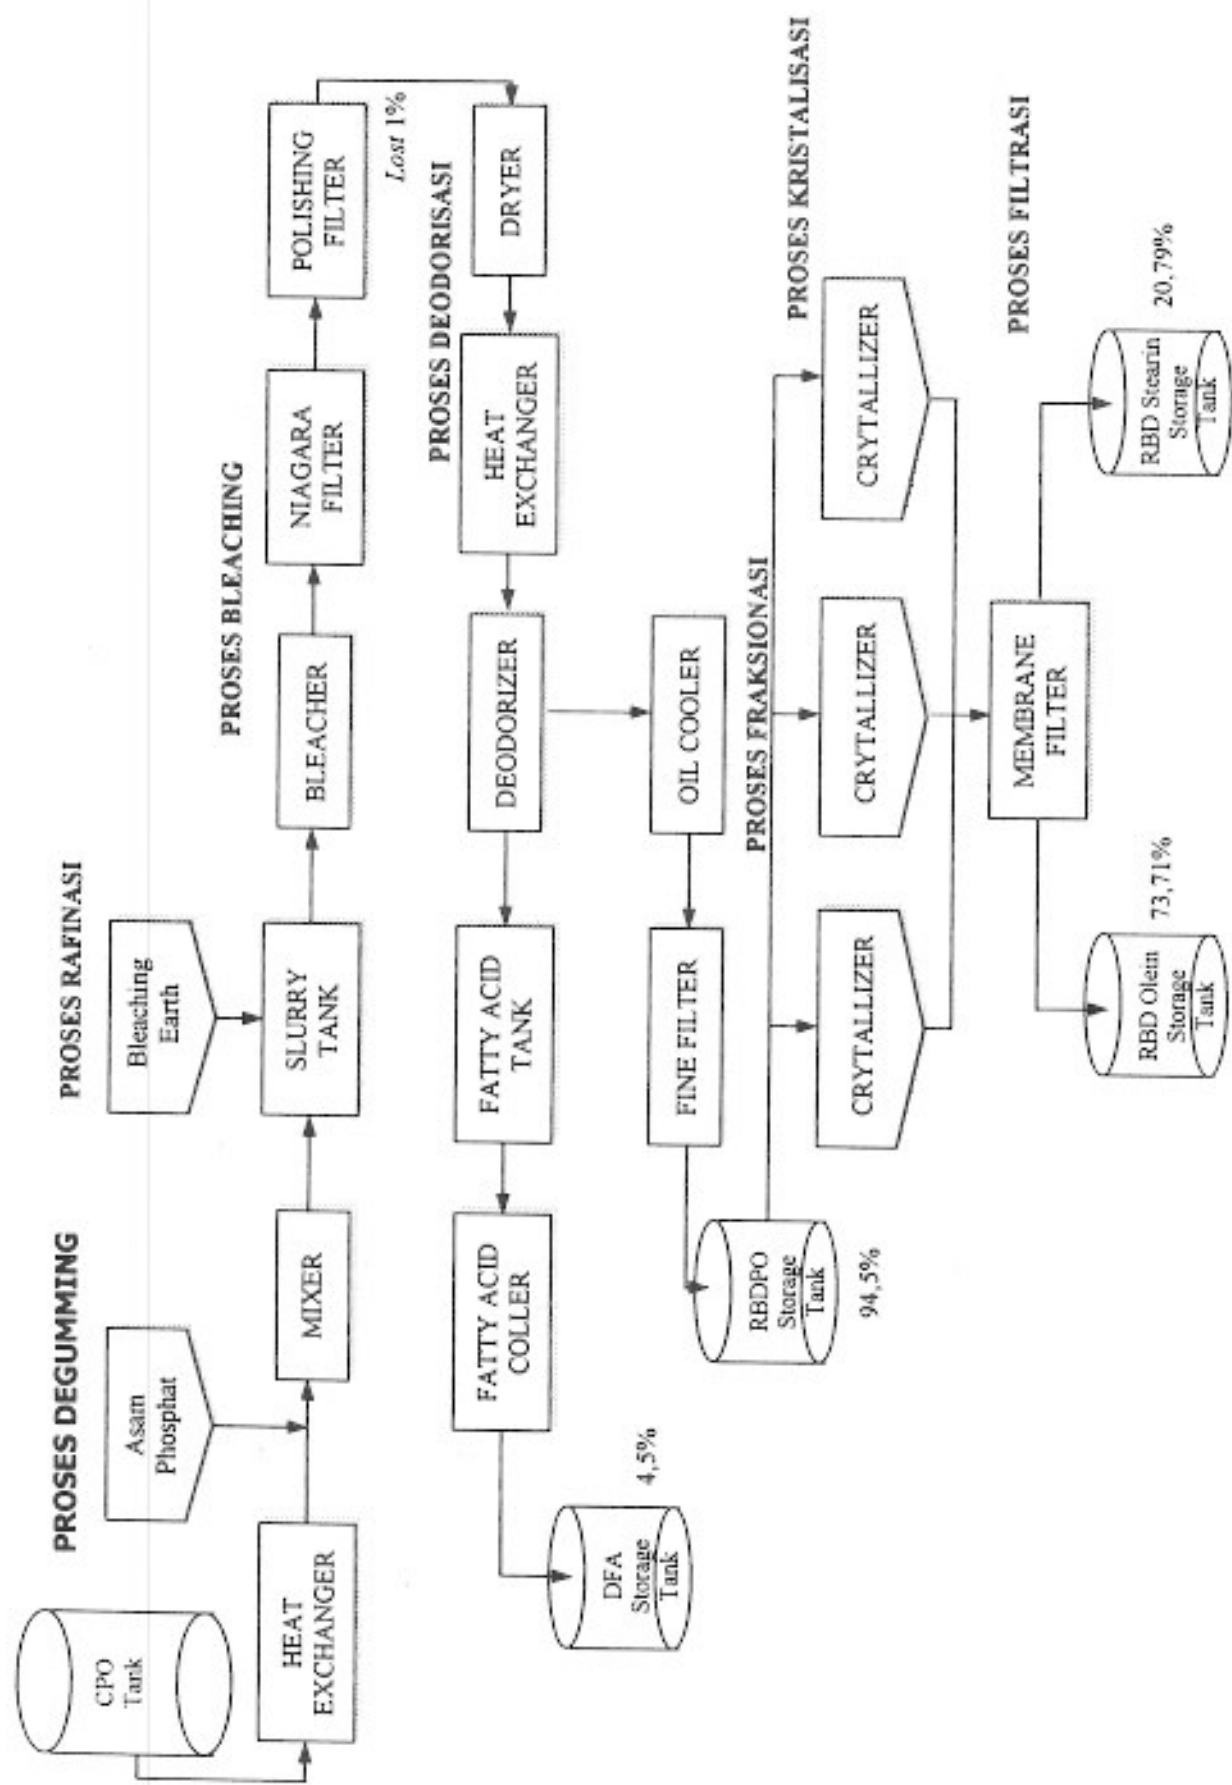 PROSES DEGUMMING
PROSES RAFINASI
CPO
Tank
Asam
Phosphat
Bleaching
Earth
PROSES BLEACHING
HEAT
EXCHANGER
MIXER
SLURRY
TANK
BLEACHER
NIAGARA
FILTER
POLISHING
FILTER
Lost 1%
PROSES DEODORISASI
FATTY ACID
COLLER
FATTY ACID
TANK
DEODORIZER
HEAT
EXCHANGER
DRYER
DFA
Storage
Tank
4,5%
FINE FILTER
OIL COOLER
RBDPO
Storage
Tank
94,5%
PROSES FRAKSIONASI
PROSES KRISTALISASI
CRYTALLIZER
CRYTALLIZER
CRYTALLIZER
PROSES FILTRASI
MEMBRANE
FILTER
RBD Olein
Storage
Tank
73,71%
RBD Stearin
Storage
Tank
20,79%